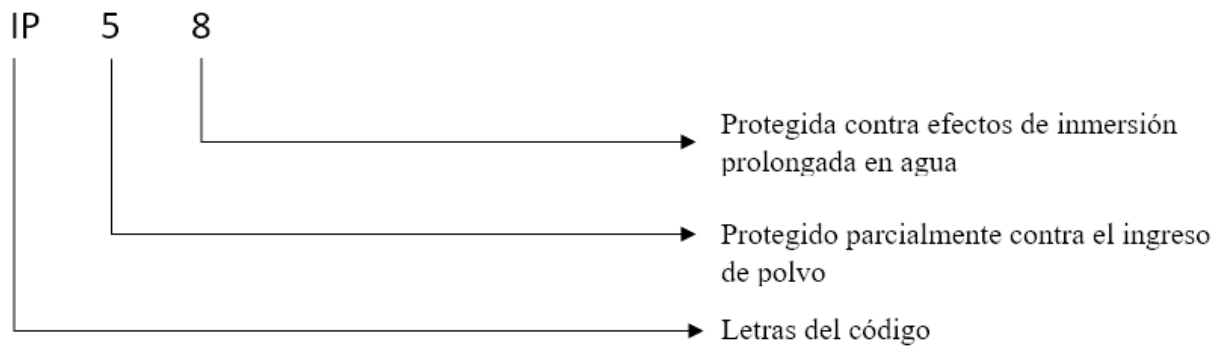 IP 5 8
Protegida contra efectos de inmersión
prolongada en agua
Protegido parcialmente contra el ingreso
de polvo
Letras del código